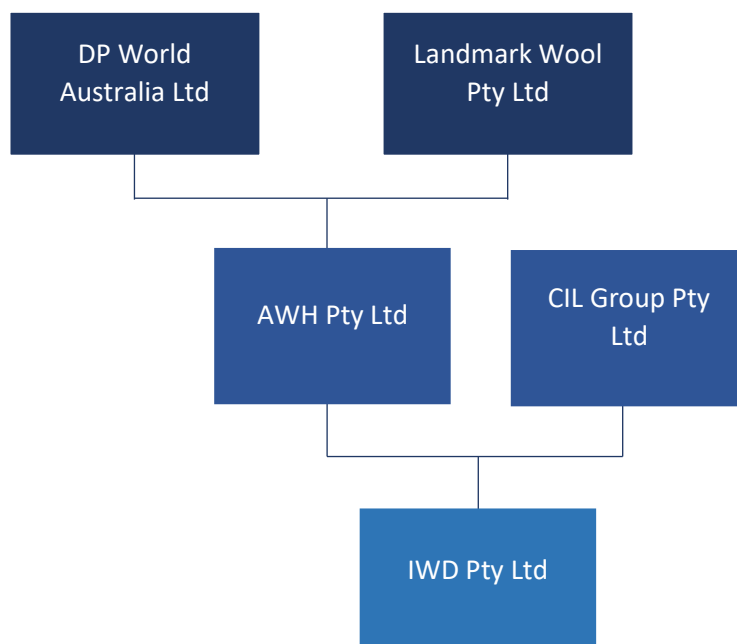 DP World
Australia Ltd
Landmark Wool
Pty Ltd
AWH Pty Ltd
CIL Group Pty
Ltd
IWD Pty Ltd